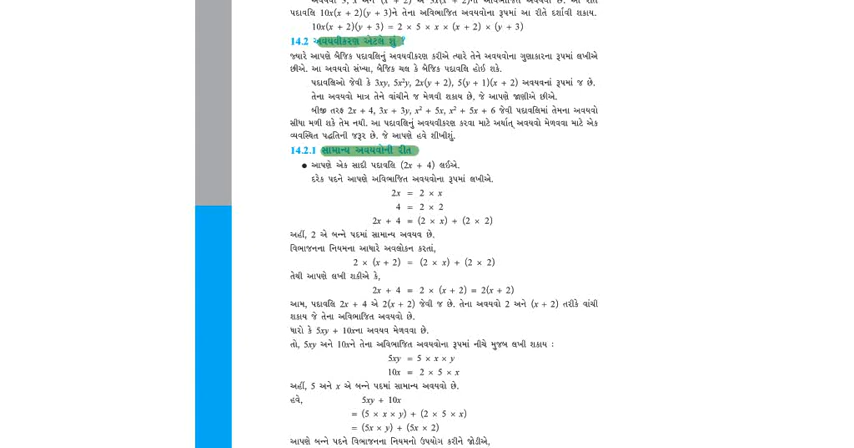 પદાવલિ 10x(x + 2)(y + 3)ને તેના અવિભાજિત અવયવોના રૂપમાં આ રીતે દર્શાવી શકાય.
10x(x + 2)(y + 3) = 2 × 5 × x × (x + 2) × (y + 3)
14.2 અવયવીકરણ એટલે શું ?
જ્યારે આપણે બૈજિક પદાવલિનું અવયવીકરણ કરીએ ત્યારે તેને અવયવોના ગુણાકારના રૂપમાં લખીએ
છીએ. આ અવયવો સંખ્યા, બૈજિક ચલ કે બૈજિક પદાવલિ હોઈ શકે.
પદાવલિઓ જેવી કે 3xy, 5x²y, 2x(y + 2), 5(y + 1)(x + 2) અવયવનાં રૂપમાં જ છે.
તેના અવયવો માત્ર તેને વાંચીને જ મેળવી શકાય છે, જે આપણે જાણીએ છીએ.
બીજી તરફ 2x + 4, 3x + 3y, x² + 5x, x² + 5x + 6 જેવી પદાવલિમાં તેમના અવયવો
સીધા મળી શકે તેમ નથી. આ પદાવલિનું અવયવીકરણ કરવા માટે અર્થાત્ અવયવો મેળવવા માટે એક
વ્યવસ્થિત પદ્ધતિની જરૂર છે. જે આપણે હવે શીખીશું.
14.2.1 સામાન્ય અવયવોની રીત
● આપણે એક સાદી પદાવલિ (2x + 4) લઈએ.
દરેક પદને આપણે અવિભાજિત અવયવોના રૂપમાં લખીએ.
2x = 2 × x
4 = 2 × 2
2x + 4 = (2 × x) + (2 × 2)
અહીં, 2 એ બન્ને પદમાં સામાન્ય અવયવ છે.
વિભાજનના નિયમના આધારે અવલોકન કરતાં,
2 × (x + 2) = (2 × x) + (2 × 2)
તેથી આપણે લખી શકીએ કે,
2x + 4 = 2 × (x + 2) = 2(x + 2)
આમ, પદાવલિ 2x + 4 એ 2(x + 2) જેવી જ છે. તેના અવયવો 2 અને (x + 2) તરીકે વાંચી
શકાય જે તેના અવિભાજિત અવયવો છે.
ધારો કે 5xy + 10xના અવયવ મેળવવા છે.
તો, 5xy અને 10xને તેના અવિભાજિત અવયવોના રૂપમાં નીચે મુજબ લખી શકાય :
5xy = 5 × x × y
10x = 2 × 5 × x
અહીં, 5 અને x એ બન્ને પદમાં સામાન્ય અવયવો છે.
હવે, 5xy + 10x
= (5 × x × y) + (2 × 5 × x)
= (5x × y) + (5x × 2)
આપણે બન્ને પદને વિભાજનના નિયમનો ઉપયોગ કરીને જોડીએ,